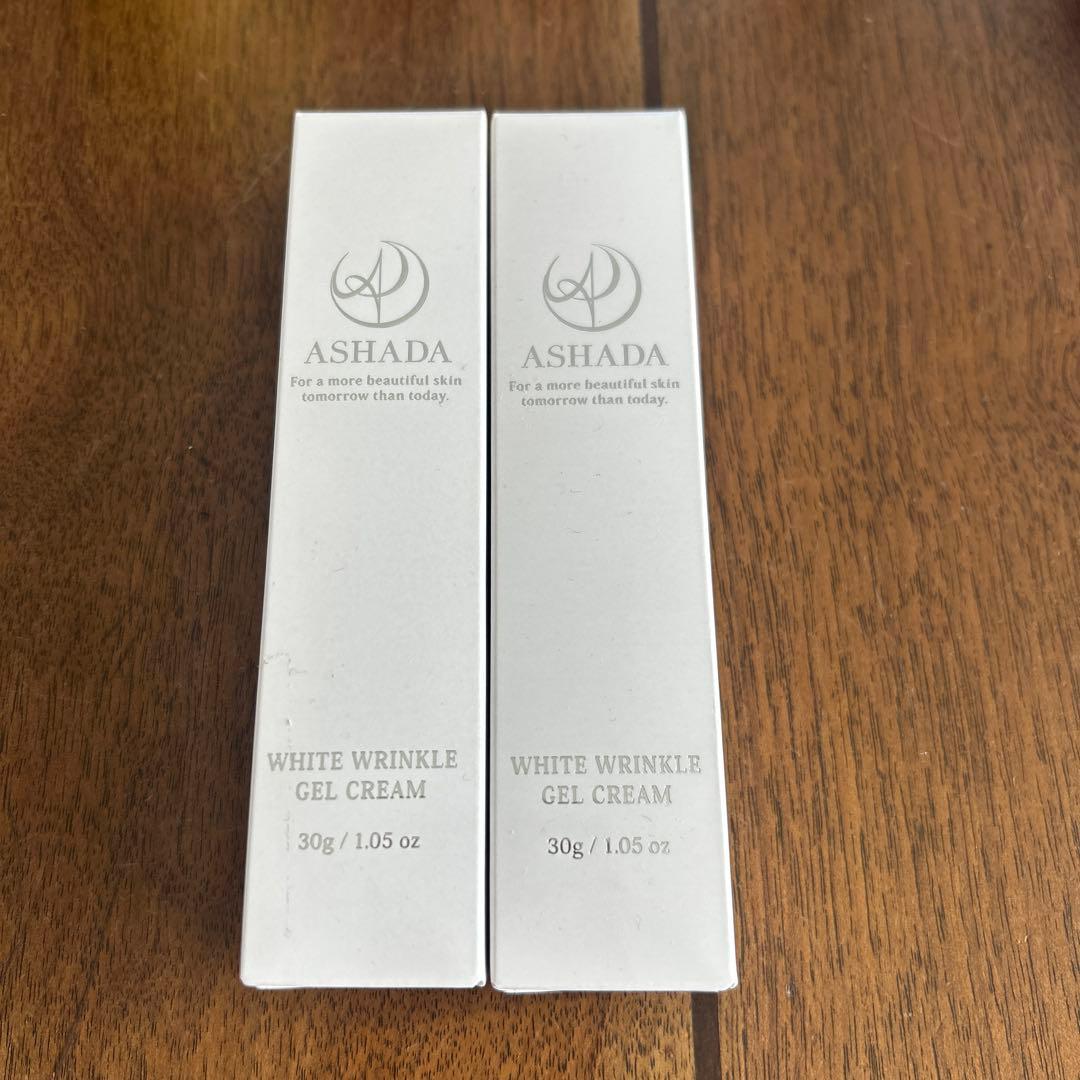 ASHADA
For a more beautiful skin
tomorrow than today.
WHITE WRINKLE
GEL CREAM
30g / 1.05 oz
ASHADA
For a more beautiful skin
tomorrow than today.
WHITE WRINKLE
GEL CREAM
30g / 1.05 oz